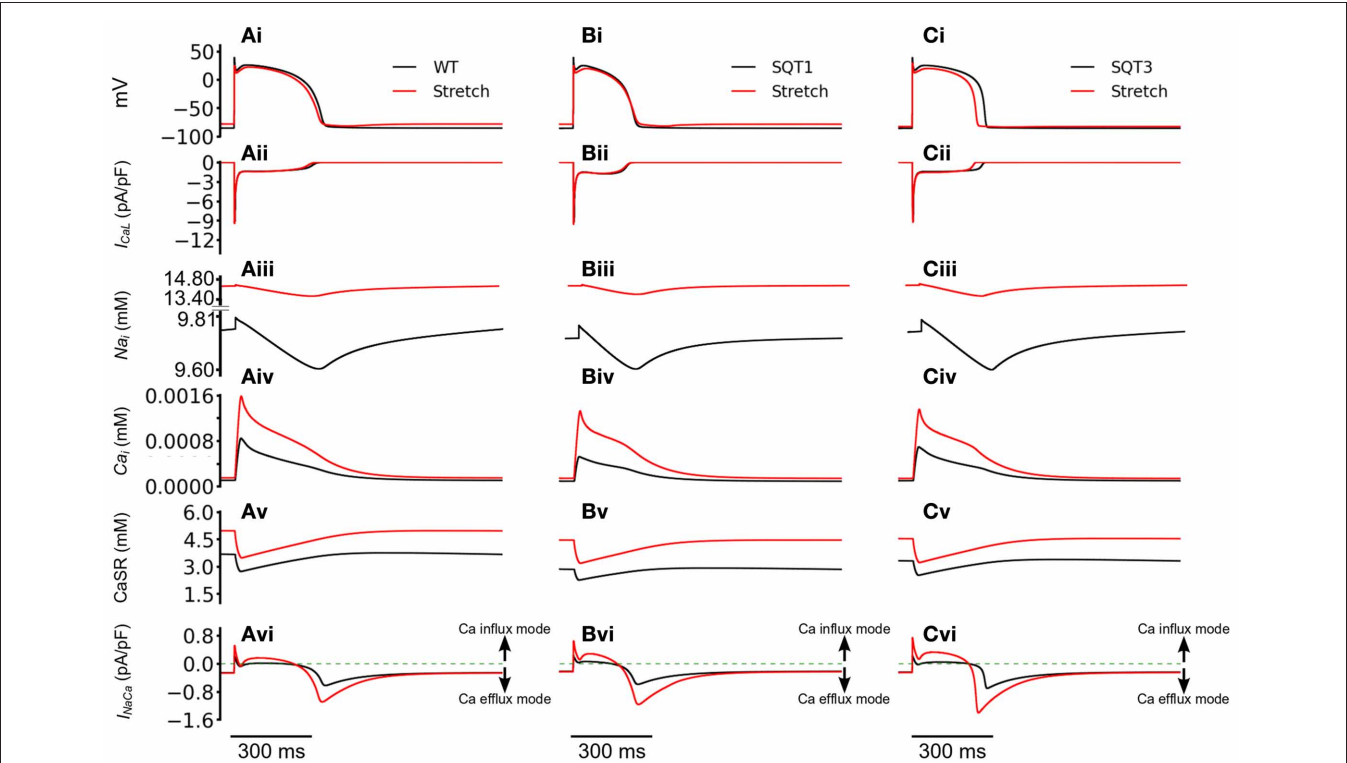 Ai
Bi
Ci
mV
50
0
−50
−100
WT
Stretch
SQT1
Stretch
SQT3
Stretch
Aii
Bii
Cii
I_CaL (pA/pF)
0
−3
−6
−9
−12
Aiii
Biii
Ciii
Na_i (mM)
14.80
13.40
9.81
9.60
Aiv
Biv
Civ
Ca_i (mM)
0.0016
0.0008
0.0000
Av
Bv
Cv
CaSR (mM)
6.0
4.5
3.0
1.5
Avi
Bvi
Cvi
I_NaCa (pA/pF)
0.8
0.0
−0.8
−1.6
Ca influx mode
Ca efflux mode
Ca influx mode
Ca efflux mode
Ca influx mode
Ca efflux mode
300 ms
300 ms
300 ms